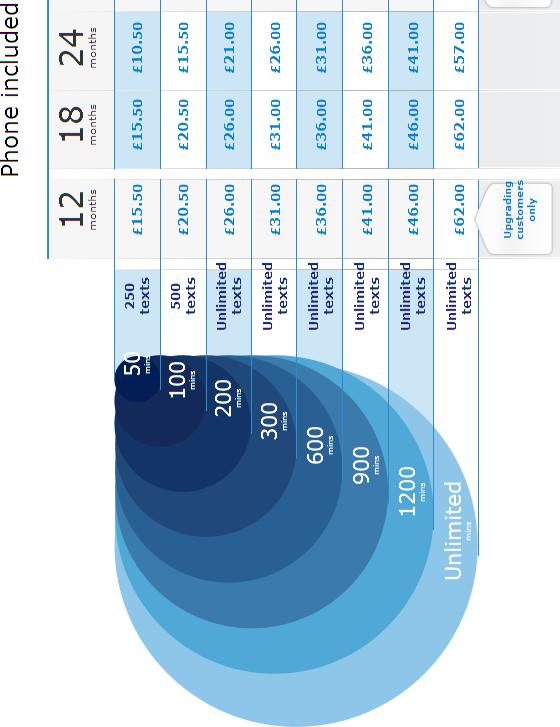 Phone included
12 18 24
months months months
50 mins 250 texts £15.50 £15.50 £10.50
100 mins 500 texts £20.50 £20.50 £15.50
200 mins Unlimited texts £26.00 £26.00 £21.00
300 mins Unlimited texts £31.00 £31.00 £26.00
600 mins Unlimited texts £36.00 £36.00 £31.00
900 mins Unlimited texts £41.00 £41.00 £36.00
1200 mins Unlimited texts £46.00 £46.00 £41.00
Unlimited mins Unlimited texts £62.00 £62.00 £57.00
Upgrading
customers
only